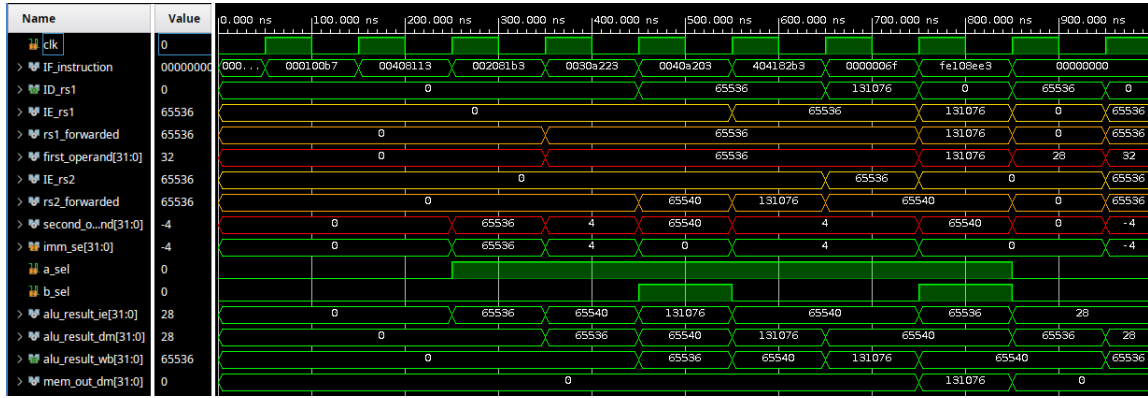 Name Value 0.000 ns 100.000 ns 200.000 ns 300.000 ns 400.000 ns 500.000 ns 600.000 ns 700.000 ns 800.000 ns 900.000 ns
clk 0
> IF_instruction 00000000 000... 000100b7 00408113 002081b3 0030a223 0040a203 404182b3 0000006f fe108ee3 00000000
> ID_rs1 0 0 65536 131076 0 65536 0
> IE_rs1 65536 0 65536 131076 0 65536
> rs1_forwarded 65536 0 65536 131076 0 65536
> first_operand[31:0] 32 0 65536 131076 28 32
> IE_rs2 65536 0 65536 0 65536
> rs2_forwarded 65536 0 65540 131076 65540 0 65536
> second_o...nd[31:0] -4 0 65536 4 65540 4 65540 0 -4
> imm_se[31:0] -4 0 65536 4 0 4 0 -4
a_sel 0
b_sel 0
> alu_result_ie[31:0] 28 0 65536 65540 131076 65540 65536 28
> alu_result_dm[31:0] 28 0 65536 65540 131076 65540 65536 28
> alu_result_wb[31:0] 65536 0 65536 65540 131076 65540 65536
> mem_out_dm[31:0] 0 0 131076 0